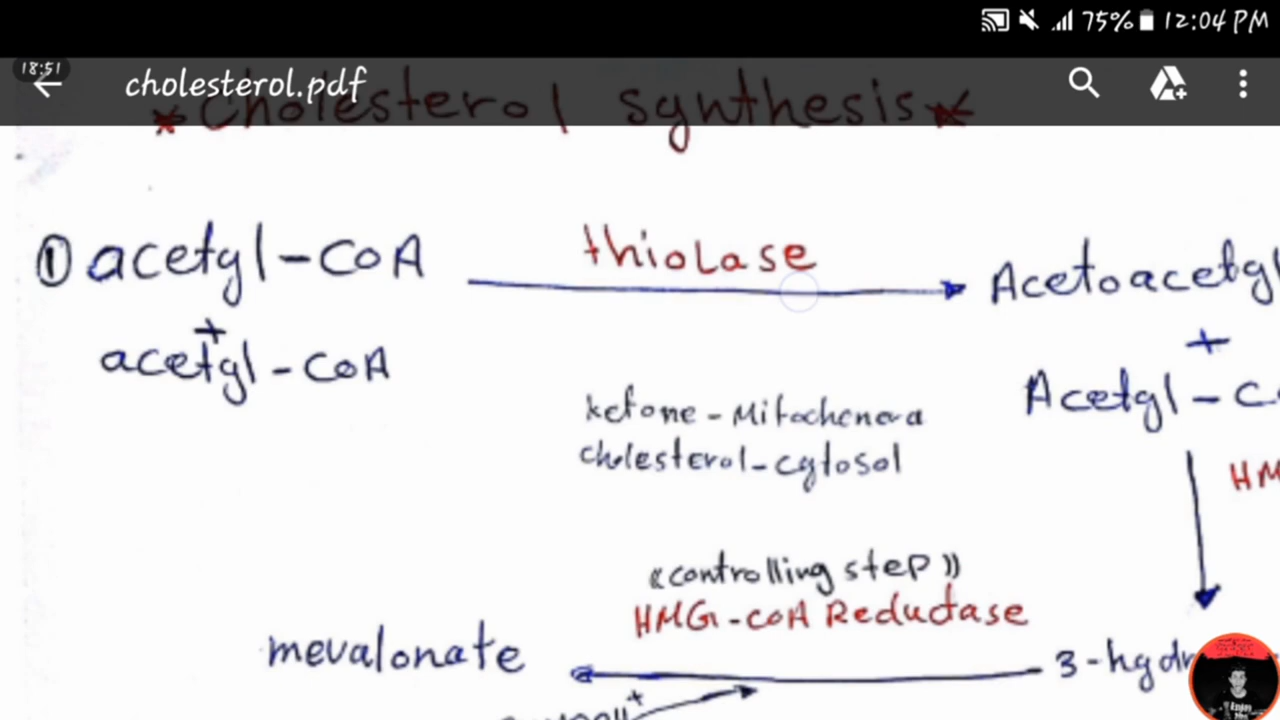 75% 12:04 PM
18:51
cholesterol.pdf
*Cholesterol synthesis*
① acetyl-CoA
thiolase
Acetoacetyl
+
+
acetyl-CoA
Acetyl-C
ketone-Mitochenora
cholesterol-cytosol
HM
«controlling step»
HMG-CoA Reductase
mevalonate
3-hydr